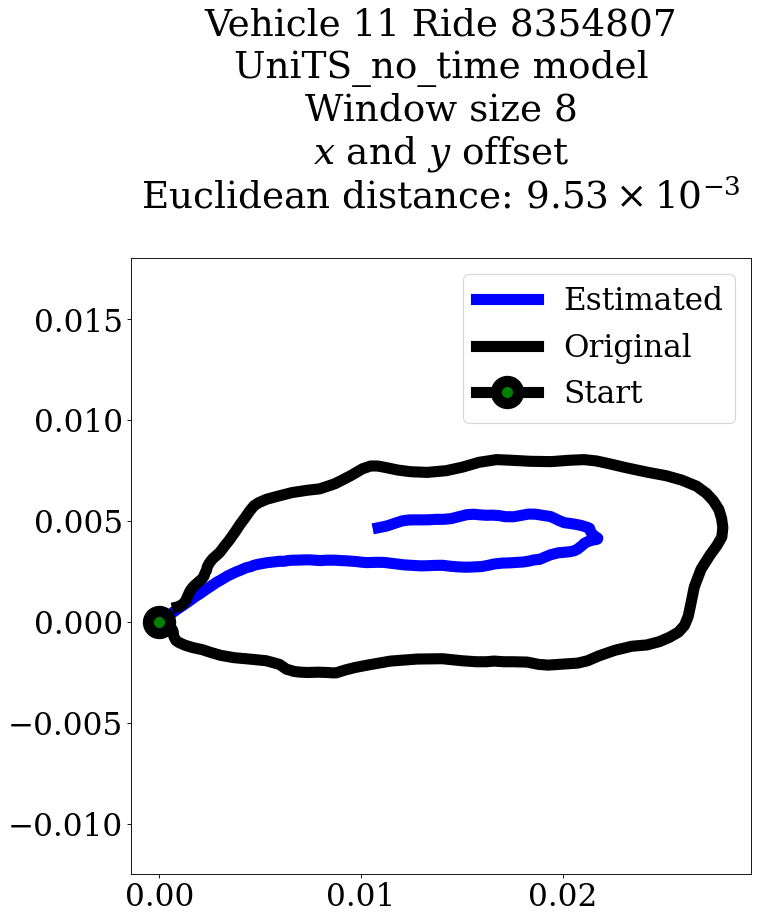 Vehicle 11 Ride 8354807
UniTS_no_time model
Window size 8
x and y offset
Euclidean distance: 9.53 × 10⁻³
Estimated
Original
Start
0.015
0.010
0.005
0.000
−0.005
−0.010
0.00 0.01 0.02